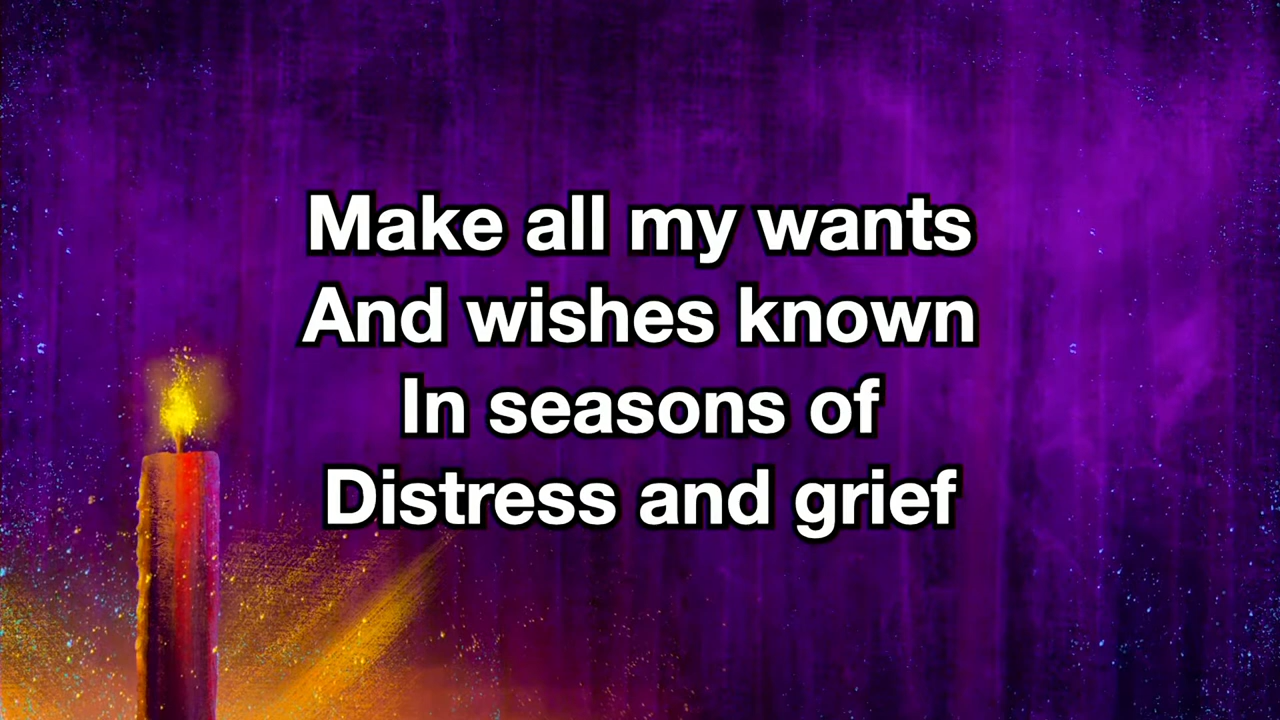 Make all my wants
And wishes known
In seasons of
Distress and grief